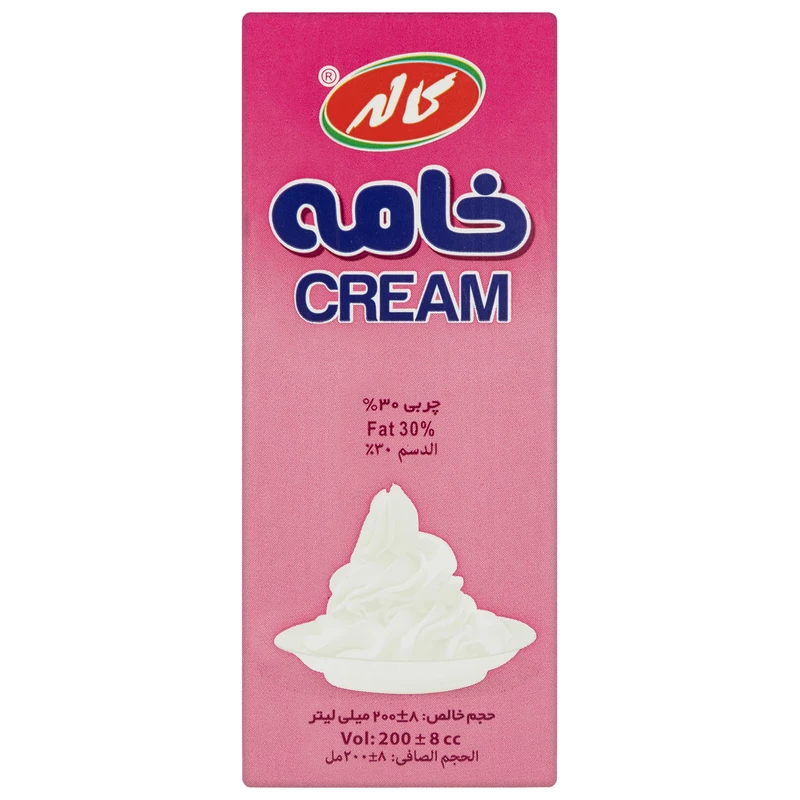 ®
کاله
خامه
CREAM
چربی ۳۰%
Fat 30%
الدسم ۳۰٪
حجم خالص: ۸±۲۰۰ میلی لیتر
Vol: 200 ± 8 cc
الحجم الصافی: ۸±۲۰۰مل